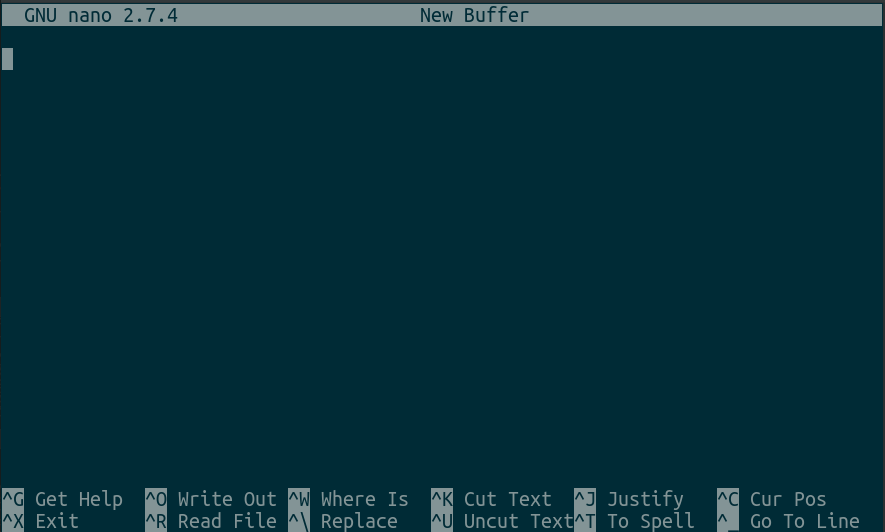 GNU nano 2.7.4 New Buffer
^G Get Help ^O Write Out ^W Where Is ^K Cut Text ^J Justify ^C Cur Pos
^X Exit ^R Read File ^\ Replace ^U Uncut Text ^T To Spell ^_ Go To Line